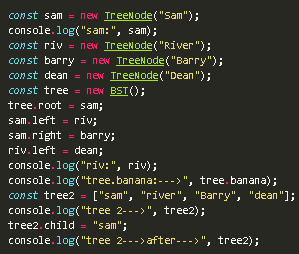 const sam = new TreeNode("Sam");
console.log("sam:", sam);
const riv = new TreeNode("River");
const barry = new TreeNode("Barry");
const dean = new TreeNode("Dean");
const tree = new BST();
tree.root = sam;
sam.left = riv;
sam.right = barry;
riv.left = dean;
console.log("riv:", riv);
console.log("tree.banana:--->", tree.banana);
const tree2 = ["sam", "river", "Barry", "dean"];
console.log("tree 2--->", tree2);
tree2.child = "sam";
console.log("tree 2--->after--->", tree2);